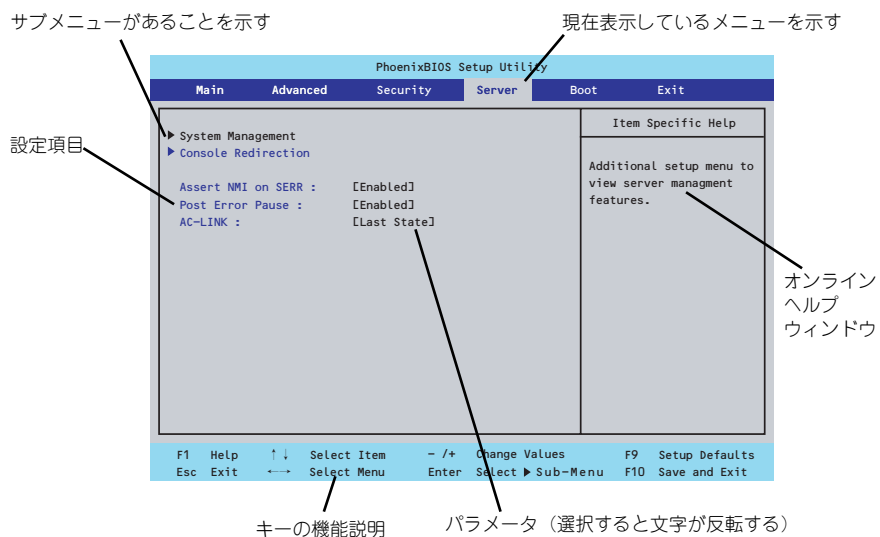 サブメニューがあることを示す
現在表示しているメニューを示す
PhoenixBIOS Setup Utility
Main Advanced Security Server Boot Exit
Item Specific Help
設定項目
▶ System Management
▶ Console Redirection
Assert NMI on SERR : [Enabled]
Post Error Pause : [Enabled]
AC-LINK : [Last State]
Additional setup menu to
view server managment
features.
オンライン
ヘルプ
ウィンドウ
F1 Help ↑↓ Select Item - /+ Change Values F9 Setup Defaults
Esc Exit ←→ Select Menu Enter Select ▶ Sub-Menu F10 Save and Exit
キーの機能説明
パラメータ（選択すると文字が反転する）